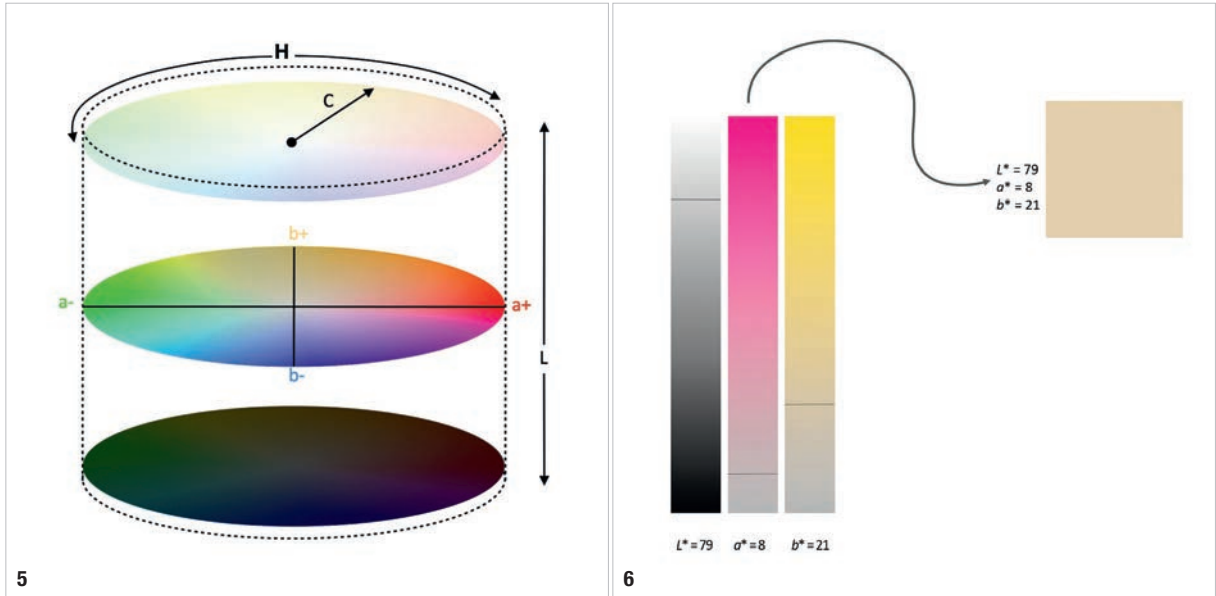 H
C
b+
a-
a+
b-
L
5
L* = 79
a* = 8
b* = 21
L* = 79 a* = 8 b* = 21
6